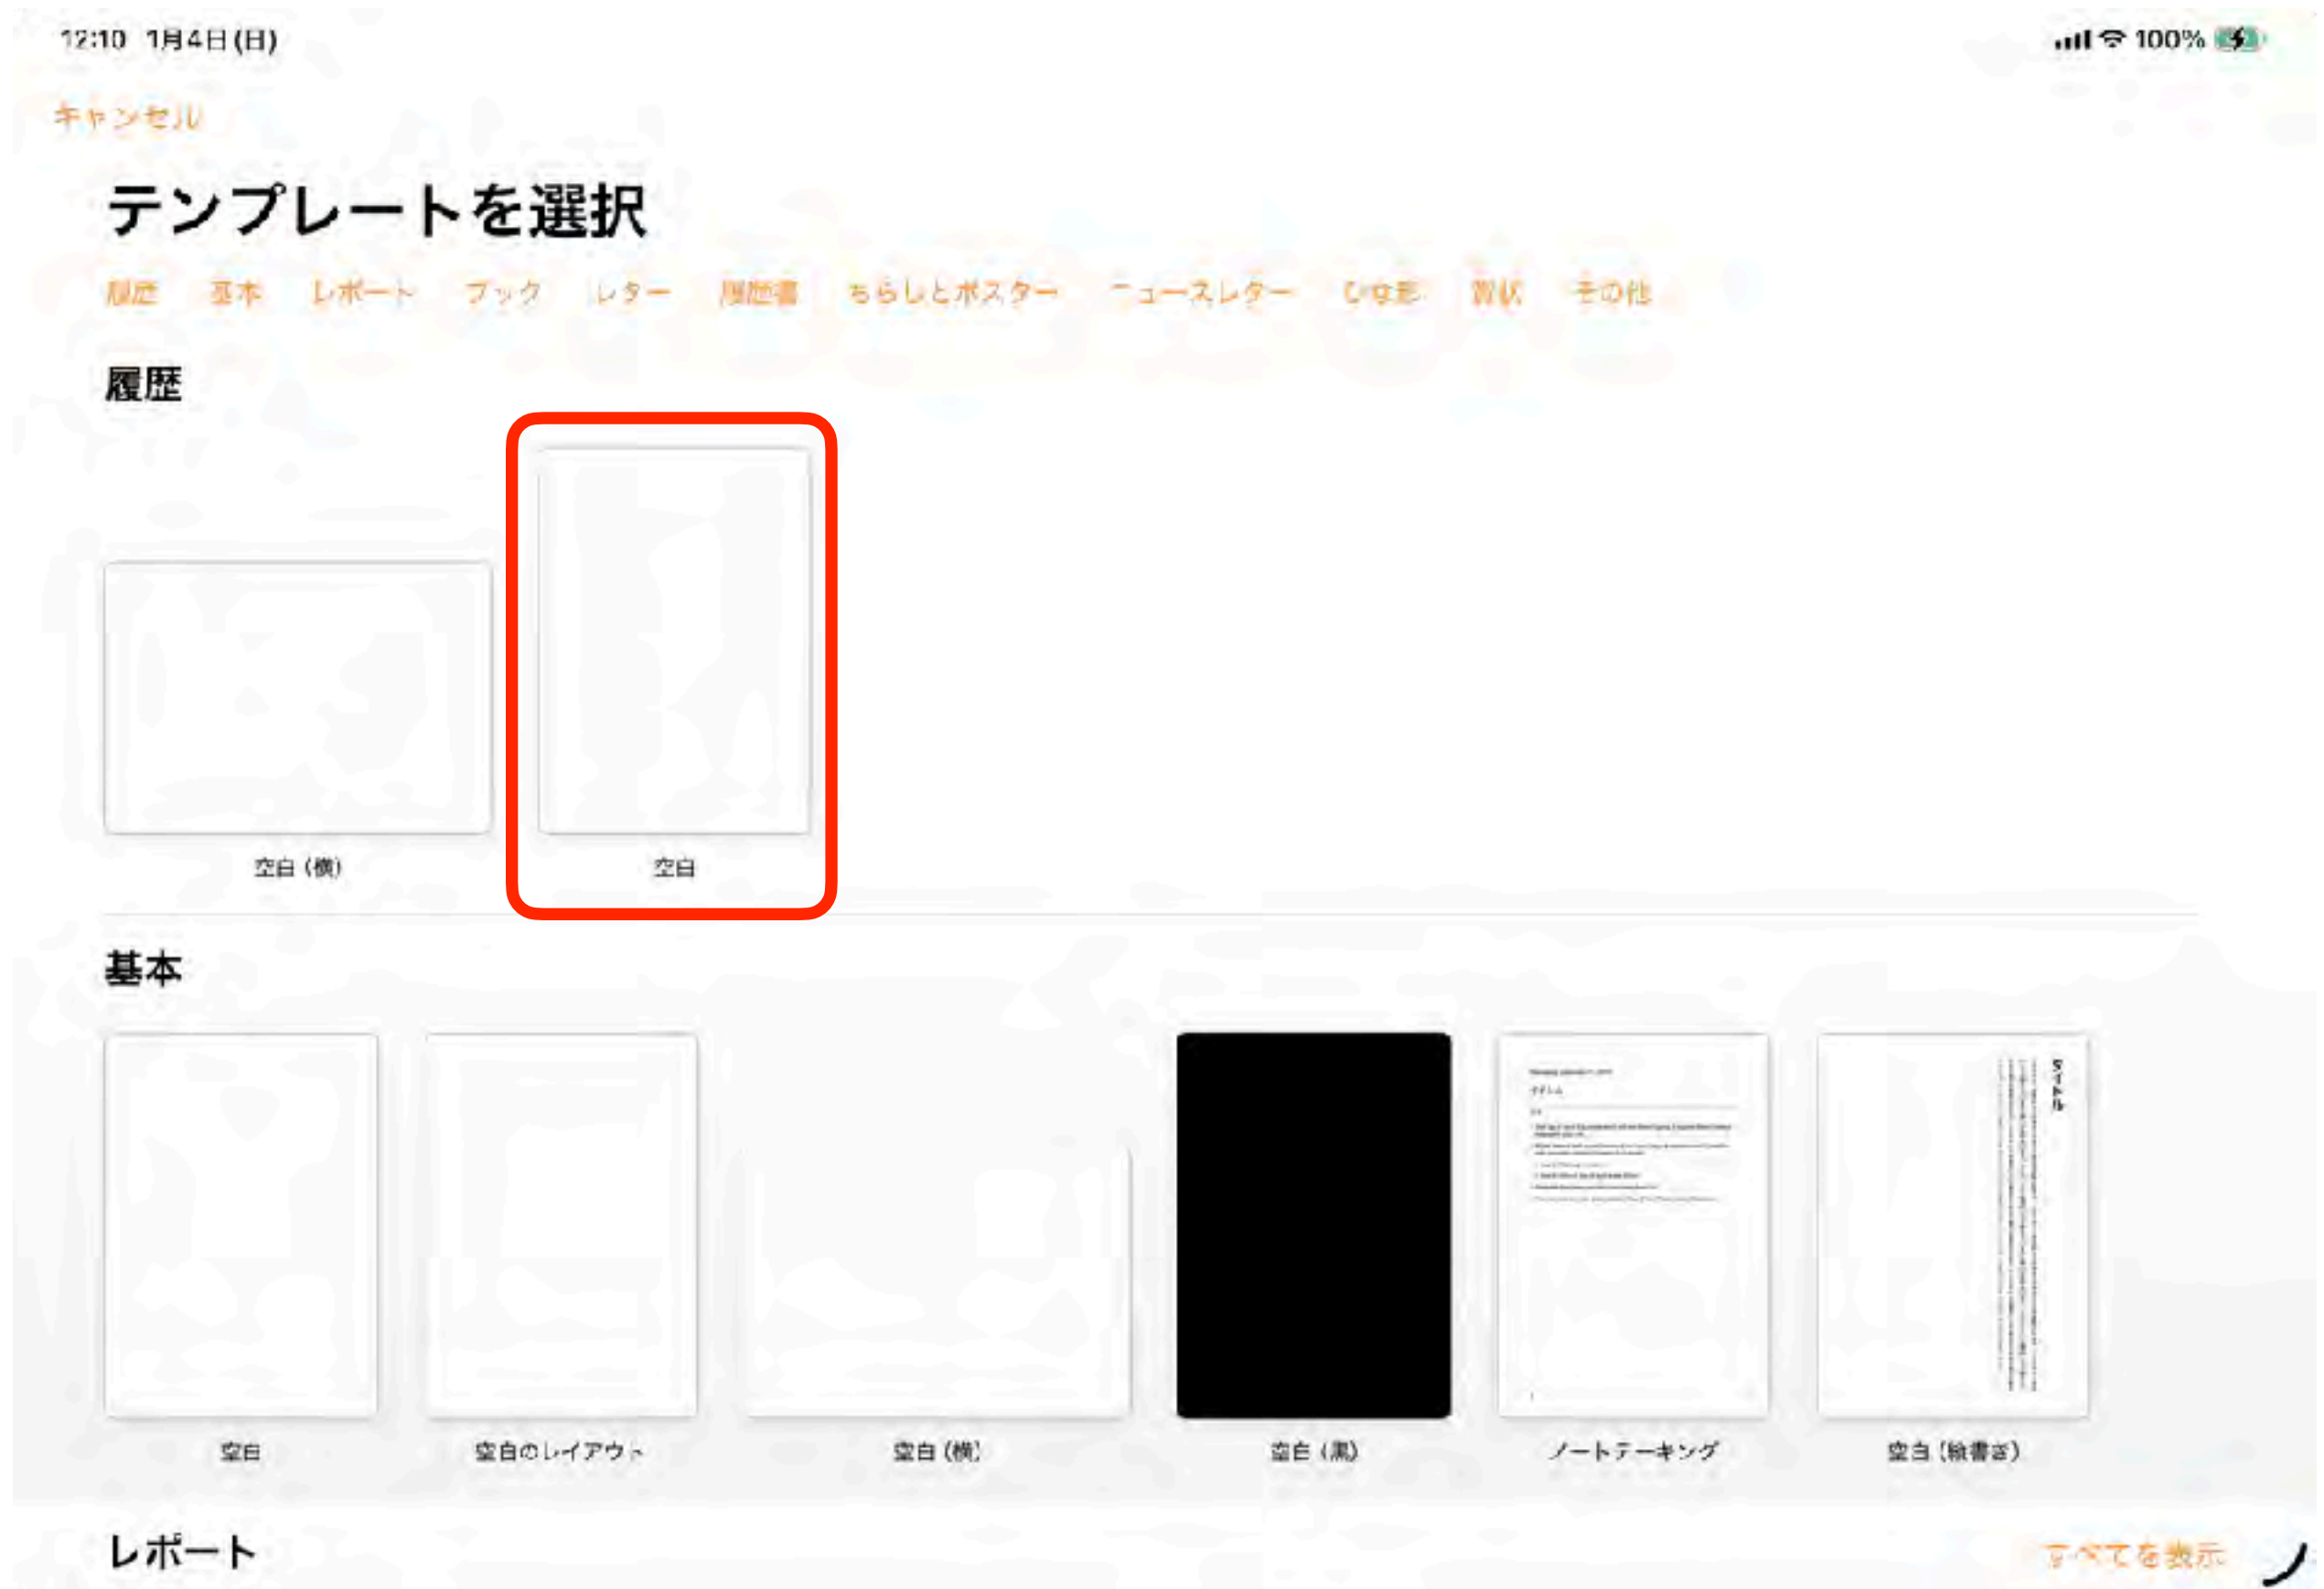 12:10 1月4日(日)
100%
キャンセル
テンプレートを選択
履歴 基本 レポート ブック レター 履歴書 ちらしとポスター ニュースレター ひな形 賞状 その他
履歴
空白（横） 空白
基本
タイトル
空白 空白のレイアウト 空白（横） 空白（黒） ノートテーキング 空白（縦書き）
レポート すべてを表示